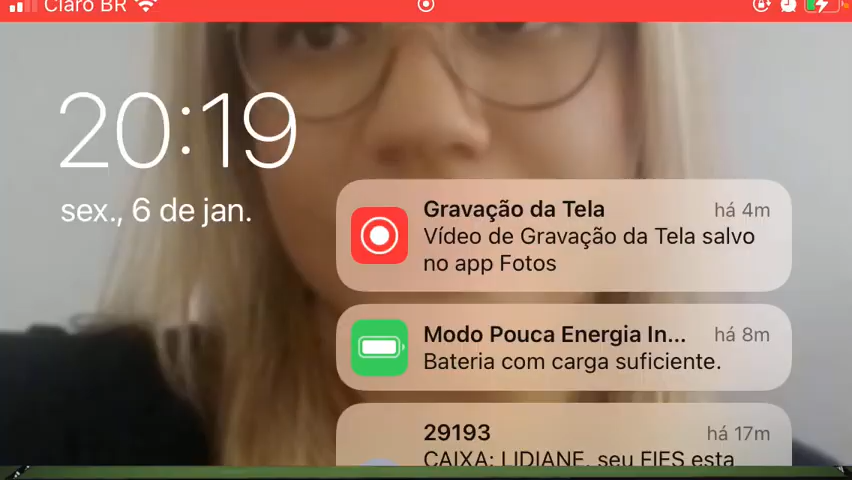 Claro BR
20:19
sex., 6 de jan.
Gravação da Tela
há 4m
Vídeo de Gravação da Tela salvo
no app Fotos
Modo Pouca Energia In...
há 8m
Bateria com carga suficiente.
29193
há 17m
CAIXA: LIDIANE, seu FIES esta